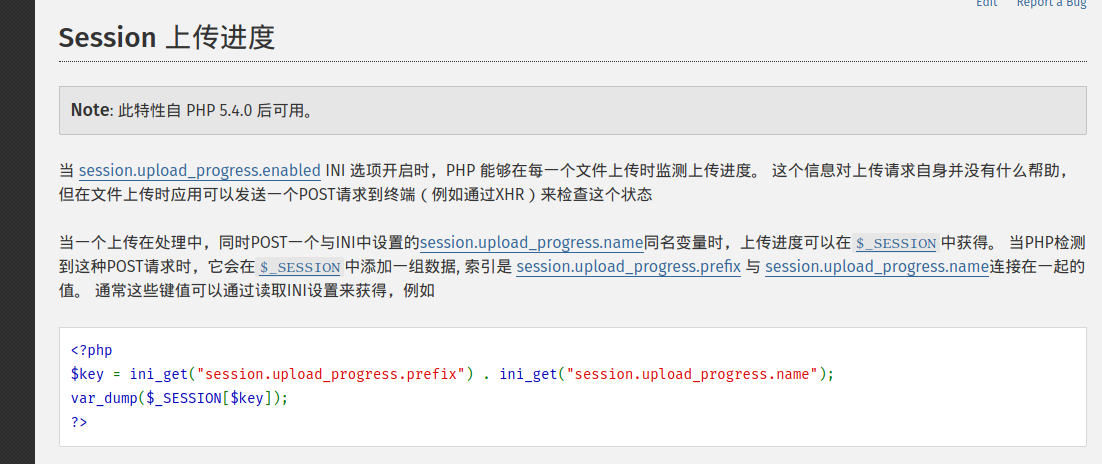 Edit Report a Bug
Session 上传进度
Note: 此特性自 PHP 5.4.0 后可用。
当 session.upload_progress.enabled INI 选项开启时，PHP 能够在每一个文件上传时监测上传进度。 这个信息对上传请求自身并没有什么帮助，
但在文件上传时应用可以发送一个POST请求到终端（例如通过XHR）来检查这个状态
当一个上传在处理中，同时POST一个与INI中设置的session.upload_progress.name同名变量时，上传进度可以在 $_SESSION 中获得。 当PHP检测
到这种POST请求时，它会在 $_SESSION 中添加一组数据, 索引是 session.upload_progress.prefix 与 session.upload_progress.name连接在一起的
值。 通常这些键值可以通过读取INI设置来获得，例如
<?php
$key = ini_get("session.upload_progress.prefix") . ini_get("session.upload_progress.name");
var_dump($_SESSION[$key]);
?>